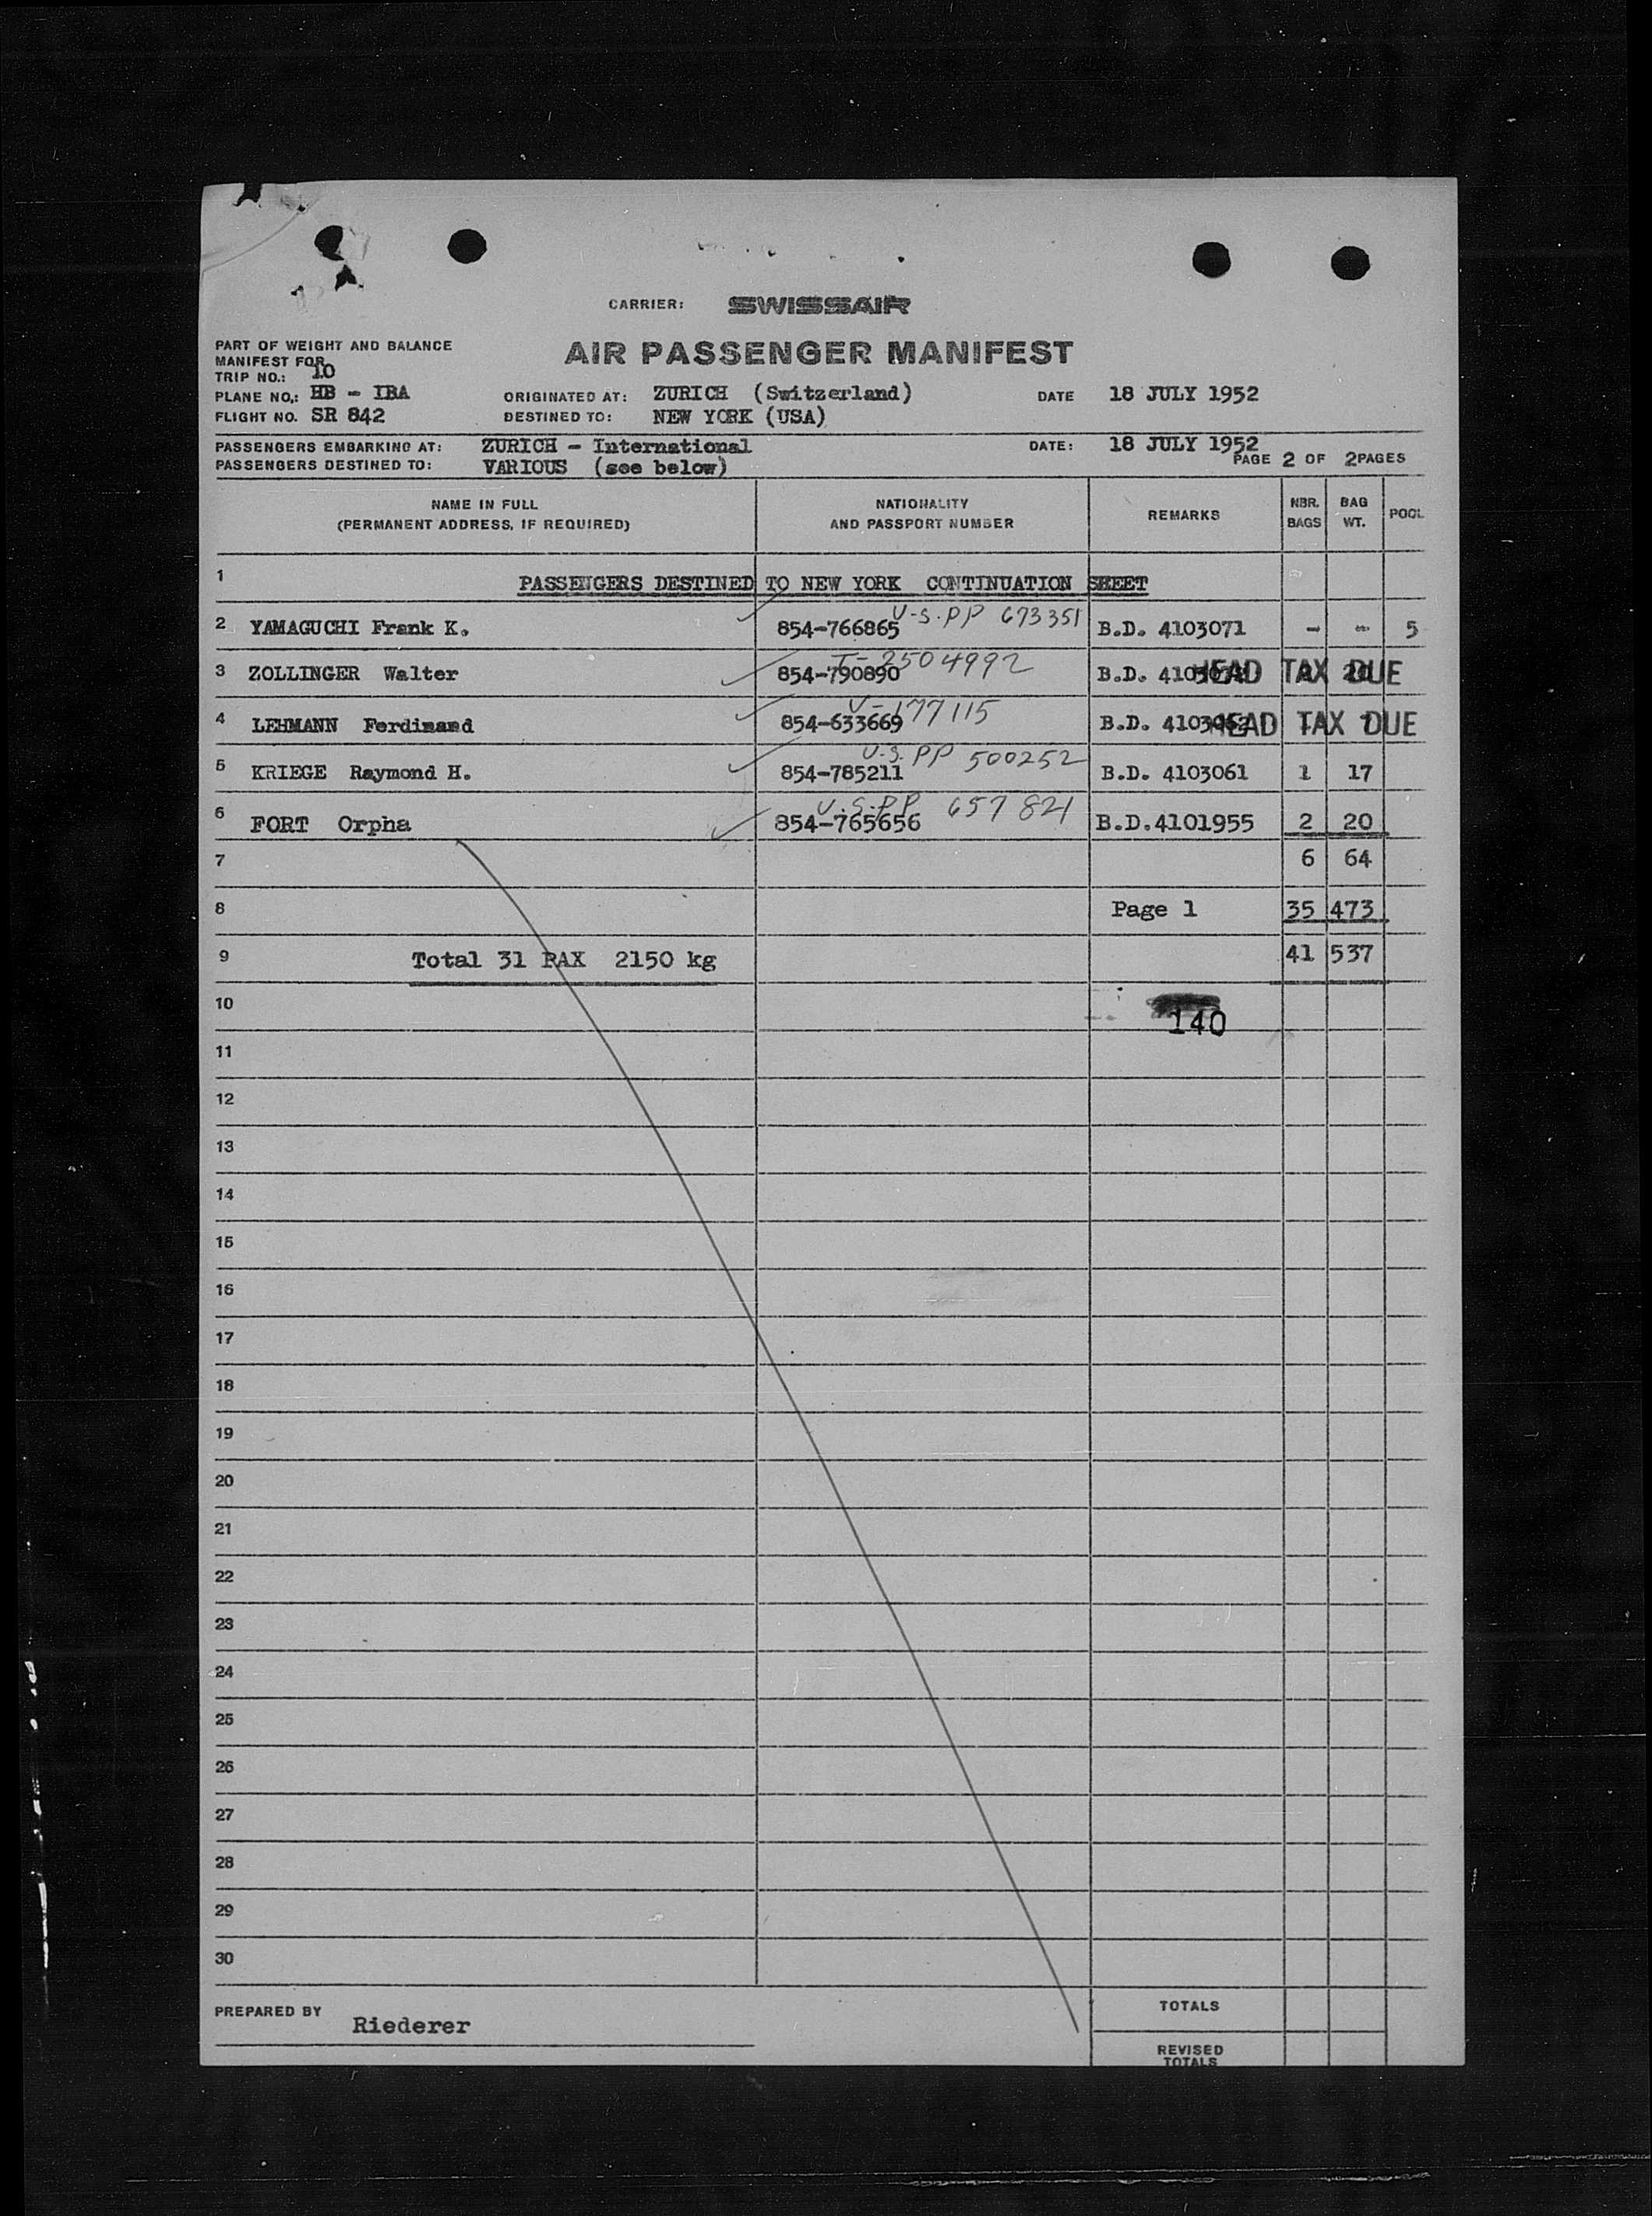 CARRIER: SWISSAIR
AIR PASSENGER MANIFEST
PART OF WEIGHT AND BALANCE
MANIFEST FOR
TRIP NO.: 10
PLANE NO.: HB - IBA ORIGINATED AT: ZURICH (Switzerland) DATE 18 JULY 1952
FLIGHT NO. SR 842 DESTINED TO: NEW YORK (USA)
PASSENGERS EMBARKING AT: ZURICH - International DATE: 18 JULY 1952
PASSENGERS DESTINED TO: VARIOUS (see below) PAGE 2 OF 2PAGES
NAME IN FULL
(PERMANENT ADDRESS, IF REQUIRED)
NATIONALITY
AND PASSPORT NUMBER
REMARKS
NBR.
BAGS
BAG
WT.
POOL
1 PASSENGERS DESTINED TO NEW YORK CONTINUATION SHEET
U.S.PP 673351
2 YAMAGUCHI Frank K. 854-766865 B.D. 4103071 - - 5
I-2504992
3 ZOLLINGER Walter 854-790890 B.D. HEAD TAX DUE
V-177115
4 LEHMANN Ferdinand 854-633669 B.D. HEAD TAX DUE
U.S.PP 500252
5 KRIEGE Raymond H. 854-785211 B.D. 4103061 1 17
U.S.P.P. 657821
6 FORT Orpha 854-765656 B.D.4101955 2 20
7 6 64
8 Page 1 35 473
9 Total 31 PAX 2150 kg 41 537
10 140
11
12
13
14
15
16
17
18
19
20
21
22
23
24
25
26
27
28
29
30
PREPARED BY Riederer
TOTALS
REVISED
TOTALS